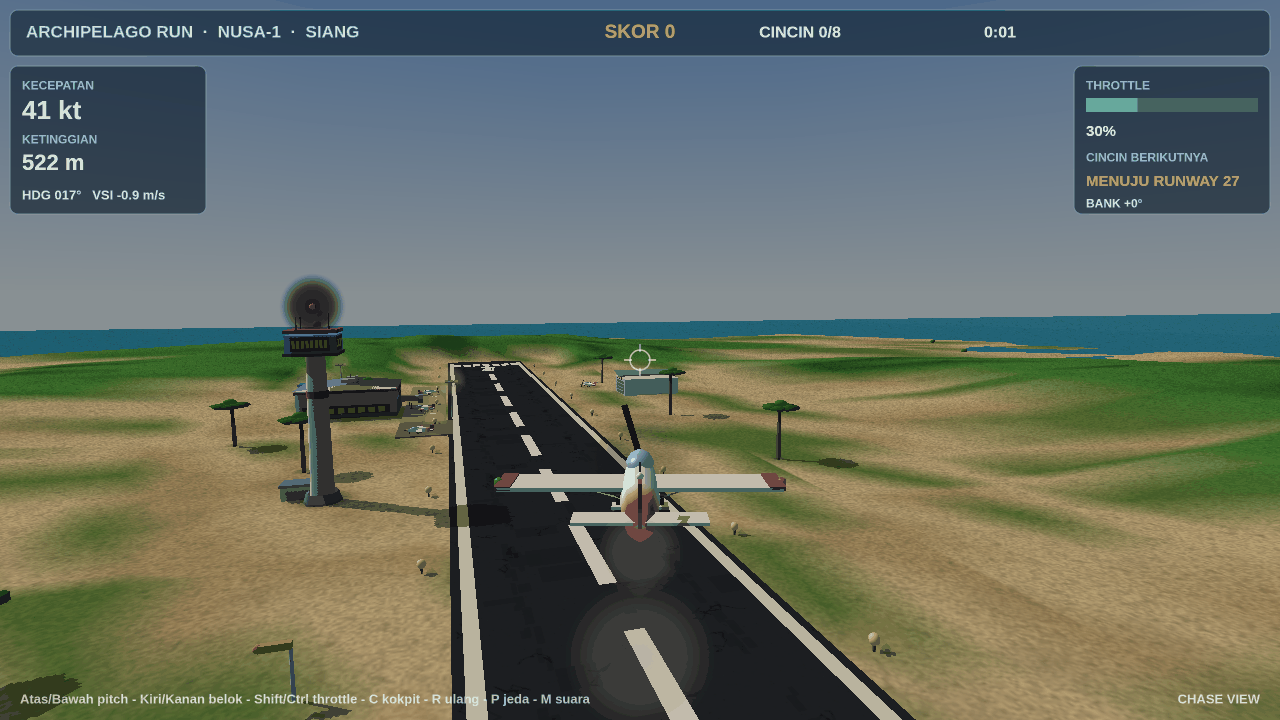 ARCHIPELAGO RUN · NUSA-1 · SIANG
SKOR 0
CINCIN 0/8
0:01
KECEPATAN
41 kt
KETINGGIAN
522 m
HDG 017° VSI -0.9 m/s
THROTTLE
30%
CINCIN BERIKUTNYA
MENUJU RUNWAY 27
BANK +0°
Atas/Bawah pitch - Kiri/Kanan belok - Shift/Ctrl throttle - C kokpit - R ulang - P jeda - M suara
CHASE VIEW